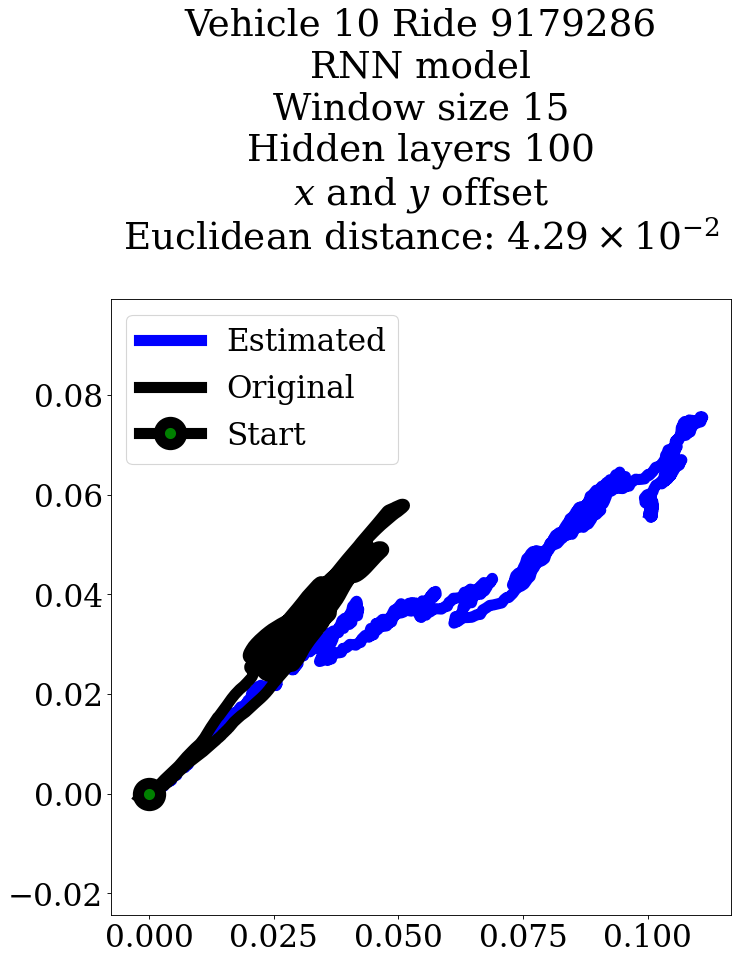 Vehicle 10 Ride 9179286
RNN model
Window size 15
Hidden layers 100
x and y offset
Euclidean distance: 4.29 × 10⁻²
Estimated
Original
Start
0.08
0.06
0.04
0.02
0.00
−0.02
0.000 0.025 0.050 0.075 0.100